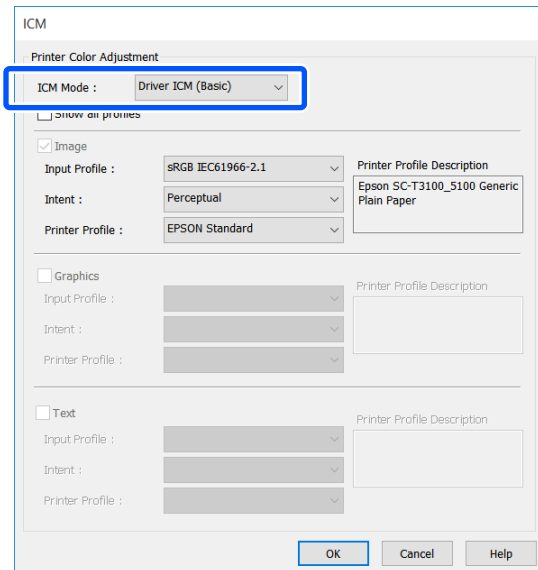 ICM
Printer Color Adjustment
ICM Mode : Driver ICM (Basic)
Show all profiles
Image
Input Profile : sRGB IEC61966-2.1 Printer Profile Description
Intent : Perceptual Epson SC-T3100_5100 Generic
Plain Paper
Printer Profile : EPSON Standard
Graphics
Input Profile : Printer Profile Description
Intent :
Printer Profile :
Text
Input Profile : Printer Profile Description
Intent :
Printer Profile :
OK Cancel Help